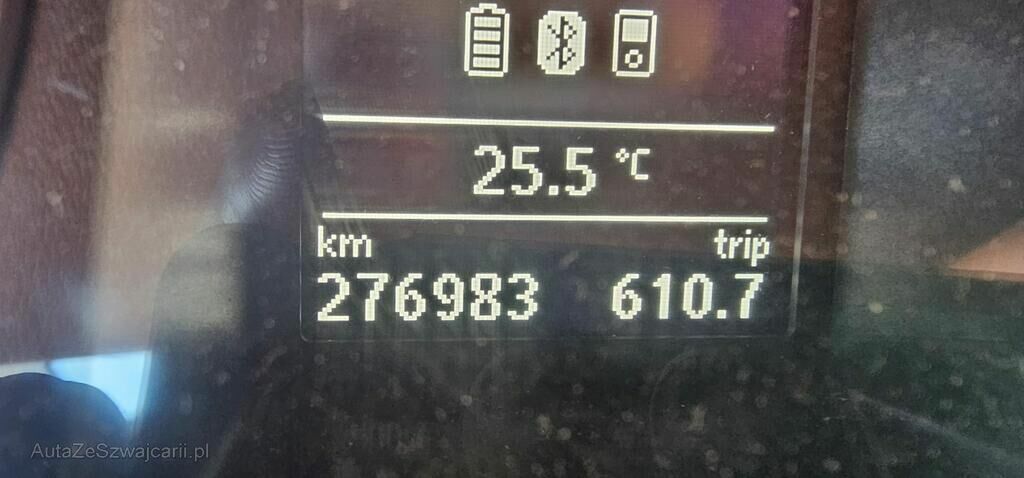 25.5 °C
km trip
276983 610.7
AutaZeSzwajcarii.pl